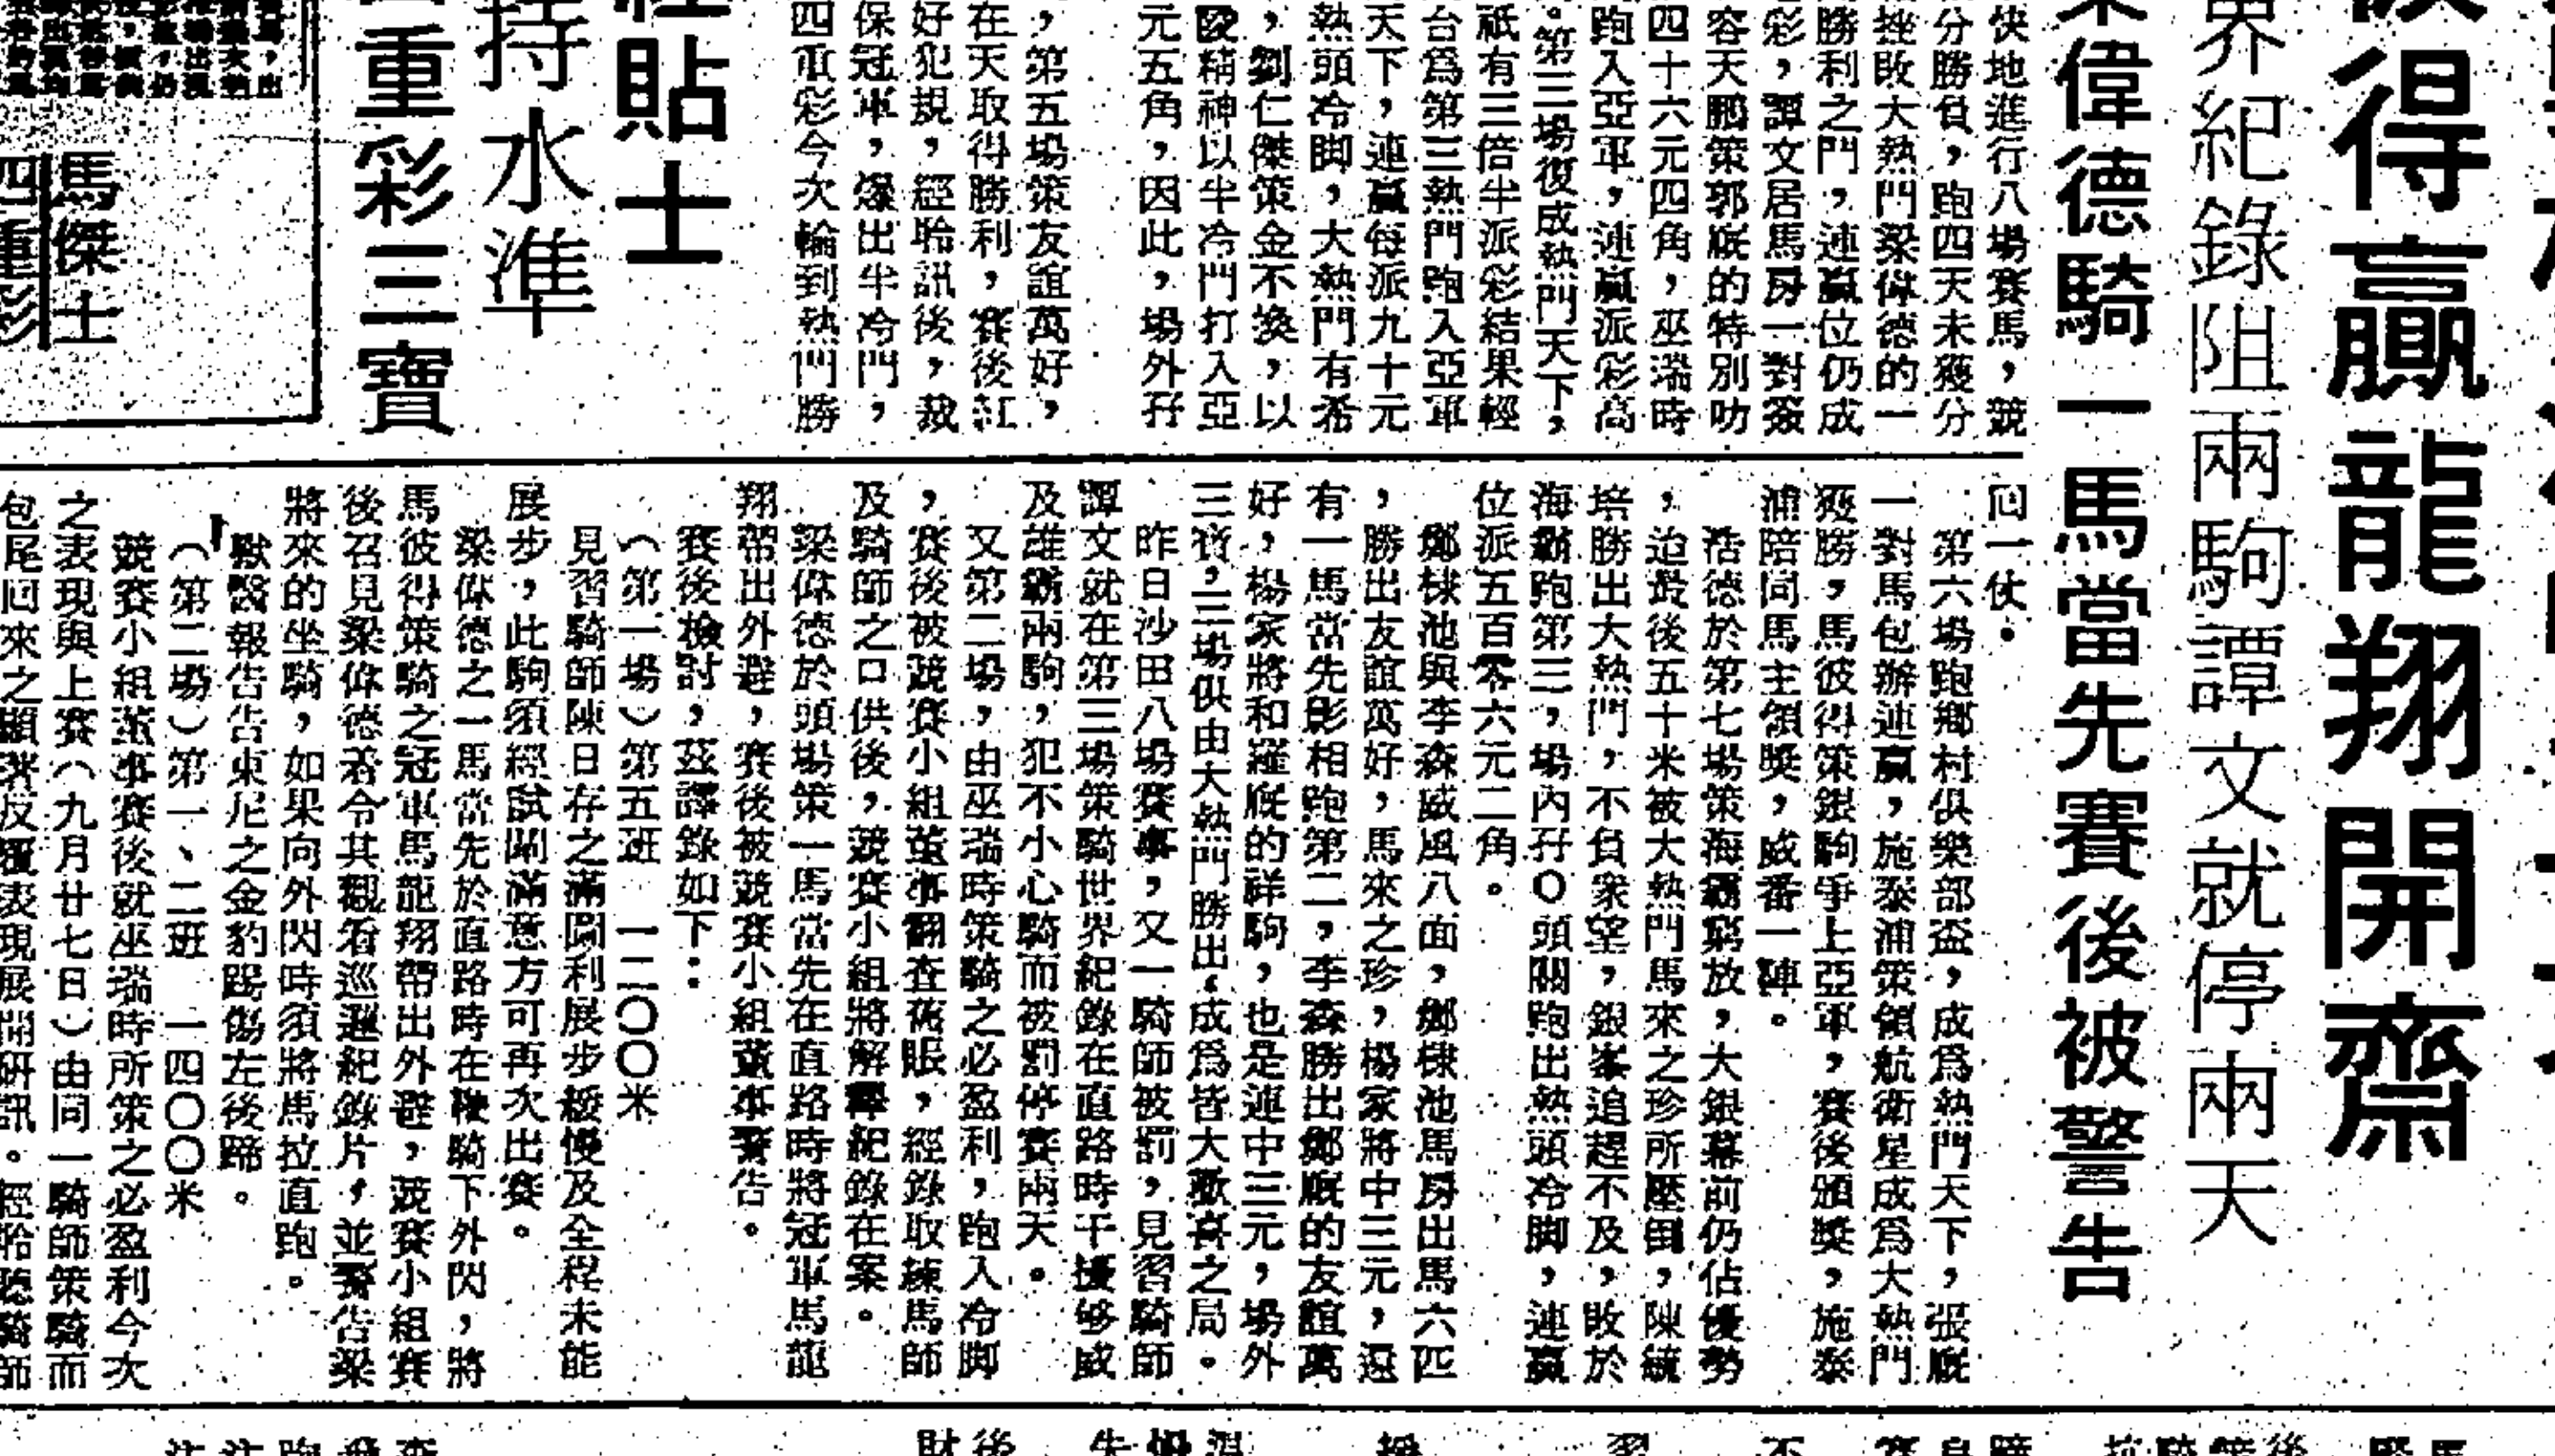 得贏龍翔開齋
界紀錄阻兩駒譚文就停兩天
偉德騎一馬當先賽後被警告
快地進行八場賽馬，競
分勝負，跑四天未獲分
挫敗大熱門梁偉德的一
勝利之門，連贏位仍成
彩，譚文居馬房一對簽
容天鵬策郭厩的特別叻
四十六元四角，巫瑞時
跑入亞軍，連贏派彩高
。第三場復成熱門天下，
祇有三倍半派彩結果輕
台爲第三熱門跑入亞軍
天下，連贏每派九十元
熱頭冷脚，大熱門有希
，劉仁傑策金不換，以
國精神以半冷門打入亞
元五角，因此，場外孖
，第五場策友誼萬好，
在天取得勝利，賽後紅
好犯規，經聆訊後，裁
保冠軍，爆出半冷門，
四重彩今次輪到熱門勝
貼士
持水準
重彩三寶
馬傑士
四重彩
回一仗。
第六場跑鄉村俱樂部盃，成爲熱門天下，張厩
一對馬包辦連贏，施泰浦策領航衛星成爲大熱門
獲勝，馬彼得策銀駒爭上亞軍，賽後頒獎，施泰
浦陪同馬主領獎，威番一陣。
浩德於第七場策海霸窮放，大銀幕前仍佔優勢
，迫最後五十米被大熱門馬來之珍所壓倒，陳毓
培勝出大熱門，不負衆望，銀峯追趕不及，敗於
海霸跑第三，場內孖Q頭關跑出熱頭冷脚，連贏
位派五百零六元二角。
鄭棣池與李森威風八面，鄭棣池馬房出馬六匹
，勝出友誼萬好，馬來之珍，楊家將中三元，還
有一馬當先影相跑第二，李森勝出鄭厩的友誼萬
好，楊家將和羅厩的祥駒，也是連中三元，場外
三寶，三場俱由大熱門勝出，成爲皆大歡喜之局。
昨日沙田八場賽事，又一騎師被罰，見習騎師
譚文就在第三場策騎世界紀錄在直路時干擾够威
及雄霸兩駒，犯不小心騎而被罰停賽兩天。
又第二場，由巫瑞時策騎之必盈利，跑入冷脚
，賽後被競賽小組董事翻查舊賬，經錄取練馬師
及騎師之口供後，競賽小組將解釋紀錄在案。
梁偉德於頭場策一馬當先在直路時將冠軍馬龍
翔帶出外避，賽後被競賽小組董事警告。
賽後檢討，茲譯錄如下：
（第一場）第五班　一二〇〇米
見習騎師陳日存之滿開利展步緩慢及全程未能
展步，此駒須經試閘滿意方可再次出賽。
梁偉德之一馬當先於直路時在鞭騎下外閃，將
馬彼得策騎之冠軍馬龍翔帶出外避，競賽小組賽
後召見梁偉德着令其觀看巡邏紀錄片，並警告梁
將來的坐騎，如果向外閃時須將馬拉直跑。
獸醫報告告東尼之金豹踢傷左後蹄。
（第二場）第一、二班　一四〇〇米
競賽小組董事賽後就巫瑞時所策之必盈利今次
之表現與上賽（九月廿七日）由同一騎師策騎而
包尾回來之顯著反覆表現展開研訊。經聆聽騎師